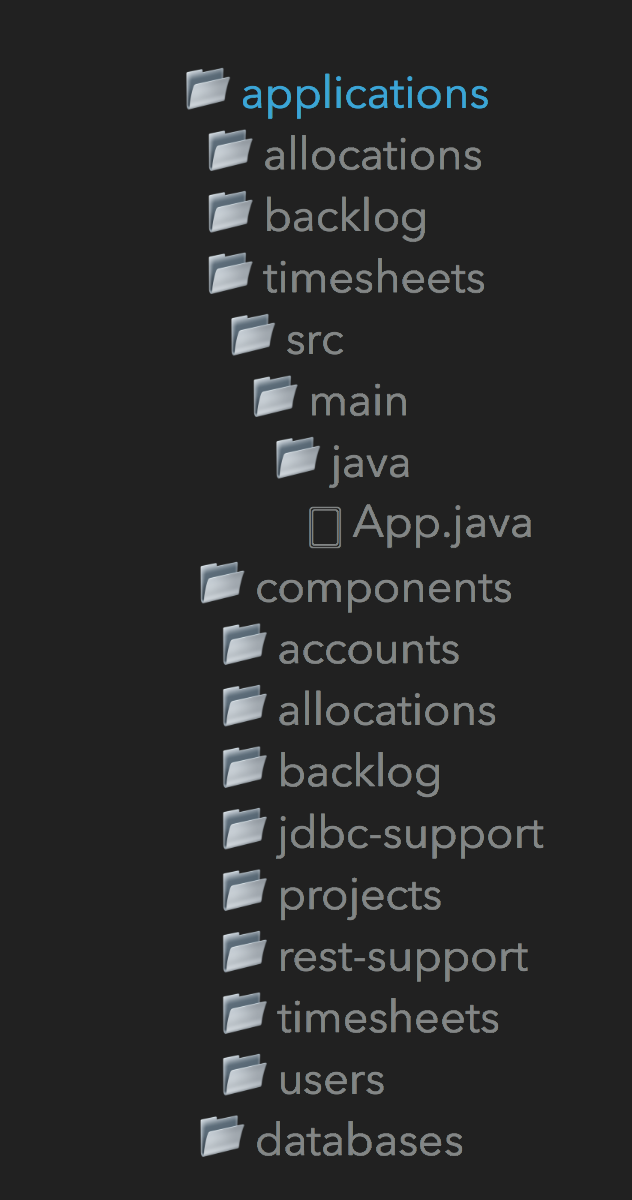 applications
allocations
backlog
timesheets
src
main
java
App.java
components
accounts
allocations
backlog
jdbc-support
projects
rest-support
timesheets
users
databases